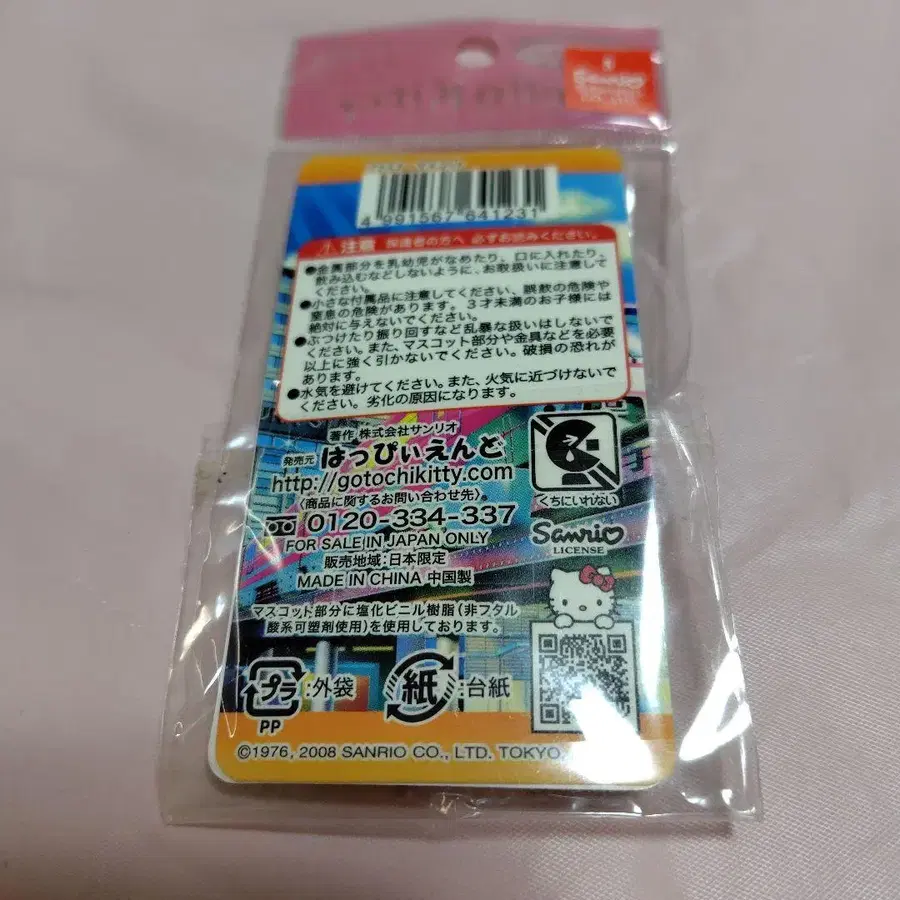 Sanrio
4 991567 641231
注意 保護者の方へ 必ずお読みください。
●金属部分を乳幼児がなめたり、口に入れたり、
飲み込むなどしないように、お取扱いに注意して
ください。
●小さな付属品に注意してください、誤飲の危険や
窒息の危険があります。3才未満のお子様には
絶対に与えないでください。
●ぶつけたり振り回すなど乱暴な扱いはしないで
ください。また、マスコット部分や金具などを必要
以上に強く引かないでください。破損の恐れが
あります。
●水気を避けてください。また、火気に近づけないで
ください。劣化の原因になります。
著作 株式会社サンリオ
発売元 はっぴぃえんど
http://gotochikitty.com
〈商品に関するお問い合わせ先〉
0120-334-337
FOR SALE IN JAPAN ONLY
販売地域:日本限定
MADE IN CHINA 中国製
くちにいれない
Sanrio
LICENSE
マスコット部分に塩化ビニル樹脂(非フタル
酸系可塑剤使用)を使用しております。
プラ :外袋
PP
紙 :台紙
©1976, 2008 SANRIO CO., LTD. TOKYO,